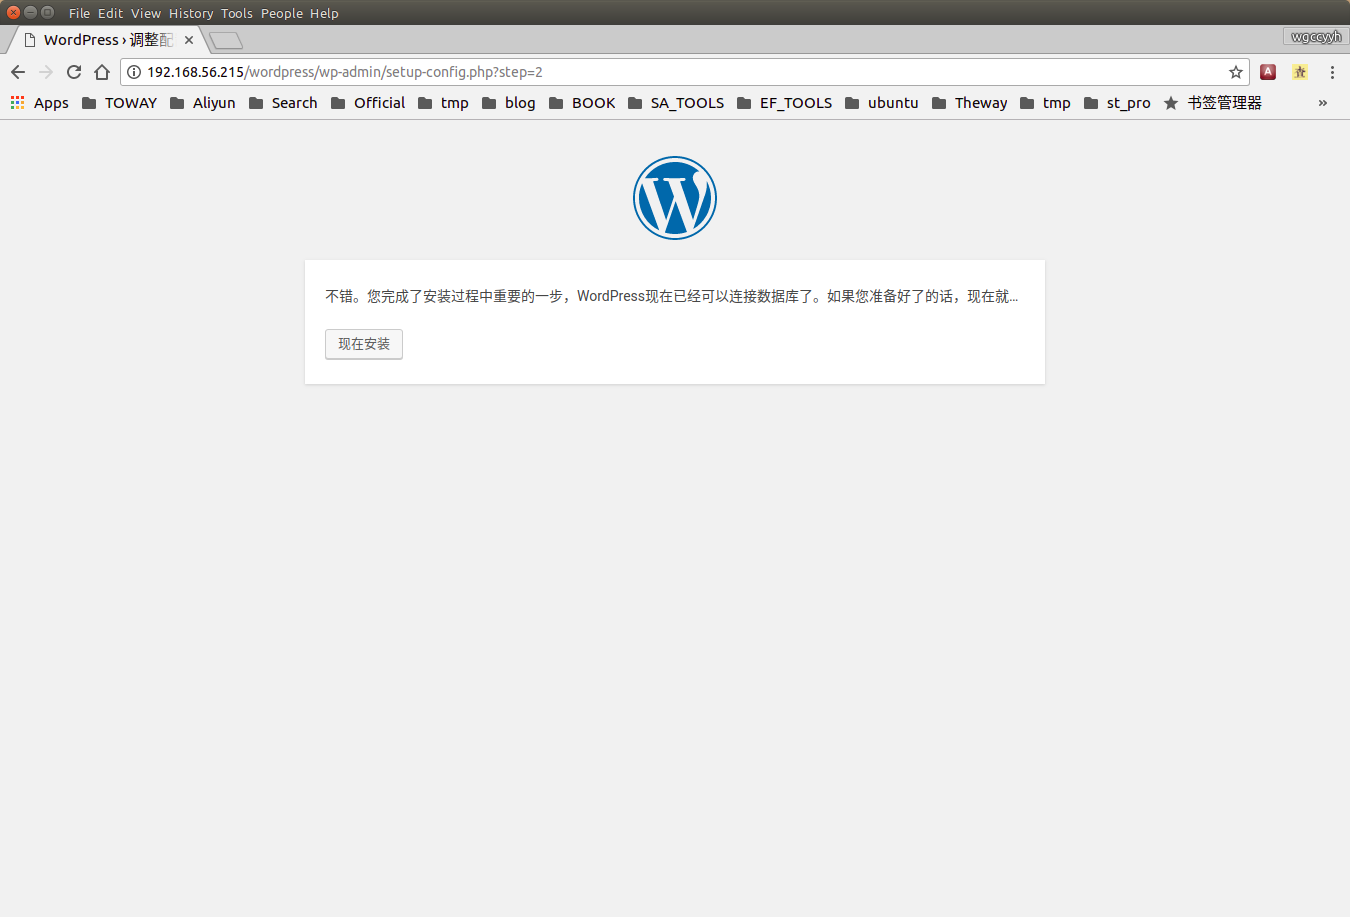 File Edit View History Tools People Help
WordPress › 调整配
wgccyyh
192.168.56.215/wordpress/wp-admin/setup-config.php?step=2
A
Apps TOWAY Aliyun Search Official tmp blog BOOK SA_TOOLS EF_TOOLS ubuntu Theway tmp st_pro 书签管理器 »
不错。您完成了安装过程中重要的一步，WordPress现在已经可以连接数据库了。如果您准备好了的话，现在就…
现在安装